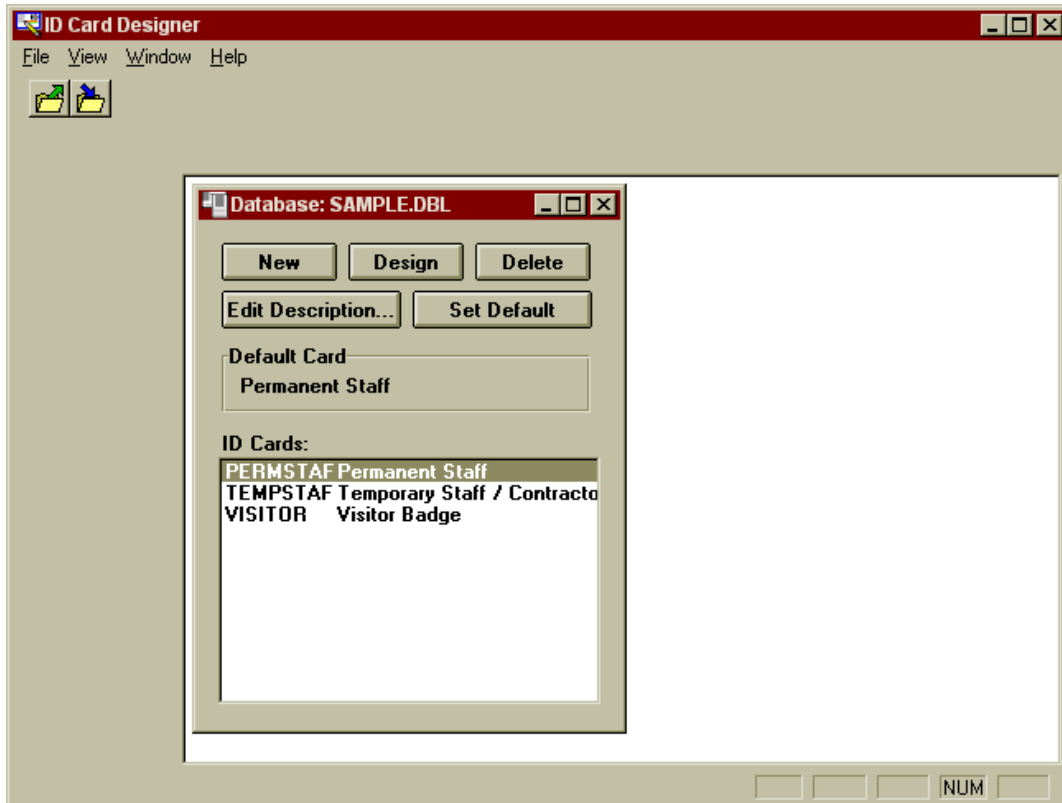 ID Card Designer
File View Window Help
Database: SAMPLE.DBL
New Design Delete
Edit Description... Set Default
Default Card
Permanent Staff
ID Cards:
PERMSTAF Permanent Staff
TEMPSTAF Temporary Staff / Contracto
VISITOR Visitor Badge
NUM